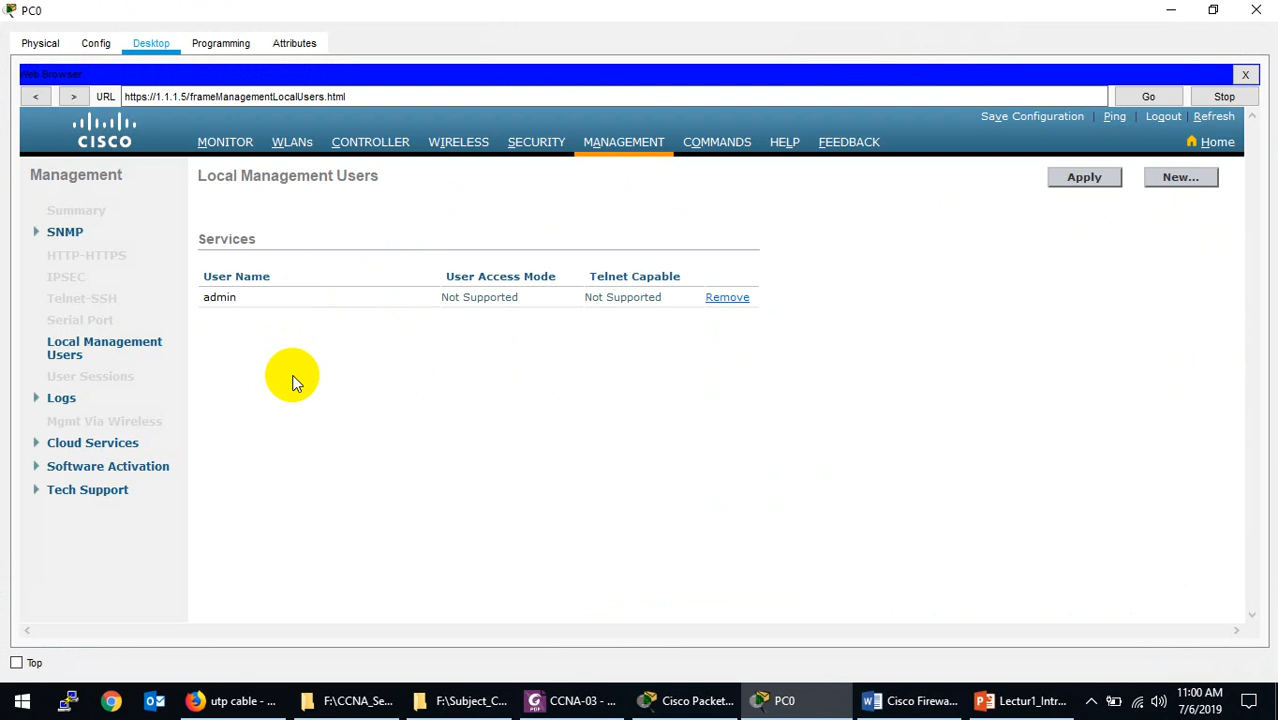 PC0
Physical Config Desktop Programming Attributes
Web Browser X
< > URL https://1.1.1.5/frameManagementLocalUsers.html Go Stop
Save Configuration | Ping | Logout | Refresh
CISCO MONITOR WLANs CONTROLLER WIRELESS SECURITY MANAGEMENT COMMANDS HELP FEEDBACK Home
Management
Summary
SNMP
HTTP-HTTPS
IPSEC
Telnet-SSH
Serial Port
Local Management
Users
User Sessions
Logs
Mgmt Via Wireless
Cloud Services
Software Activation
Tech Support
Local Management Users Apply New...
Services
User Name User Access Mode Telnet Capable
admin Not Supported Not Supported Remove
< >
Top
utp cable - ... F:\CCNA_Se... F:\Subject_C... CCNA-03 - ... Cisco Packet... PC0 Cisco Firewa... Lectur1_Intr... 11:00 AM
7/6/2019